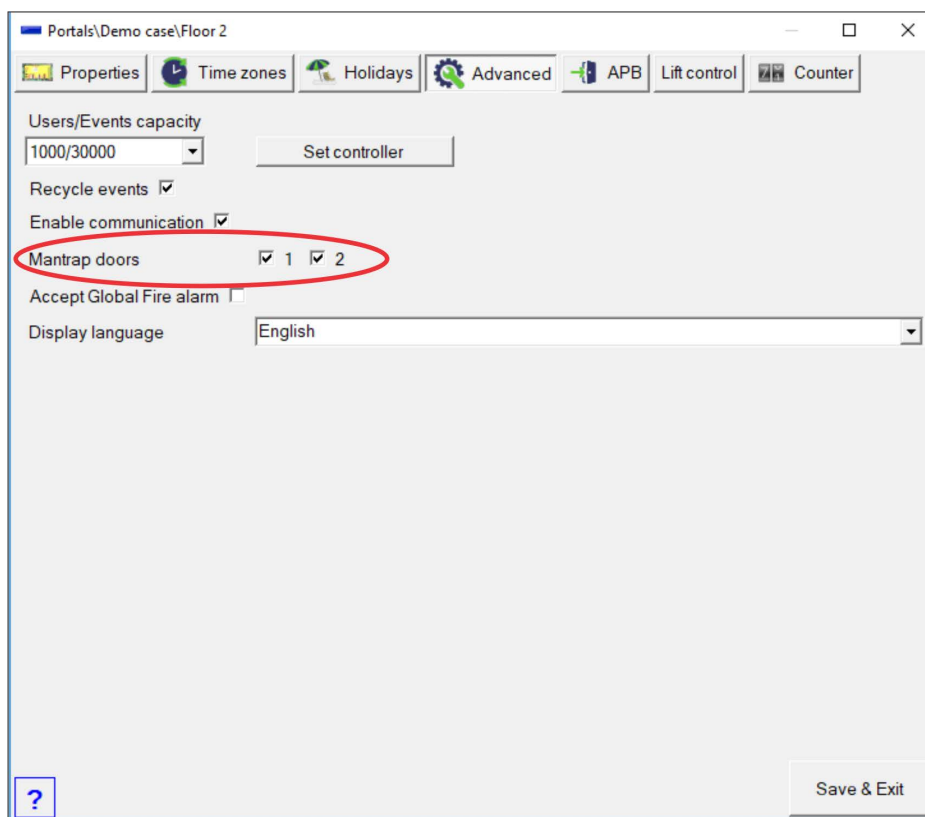 Portals\Demo case\Floor 2
Properties Time zones Holidays Advanced APB Lift control Counter
Users/Events capacity
1000/30000 Set controller
Recycle events
Enable communication
Mantrap doors 1 2
Accept Global Fire alarm
Display language English
? Save & Exit